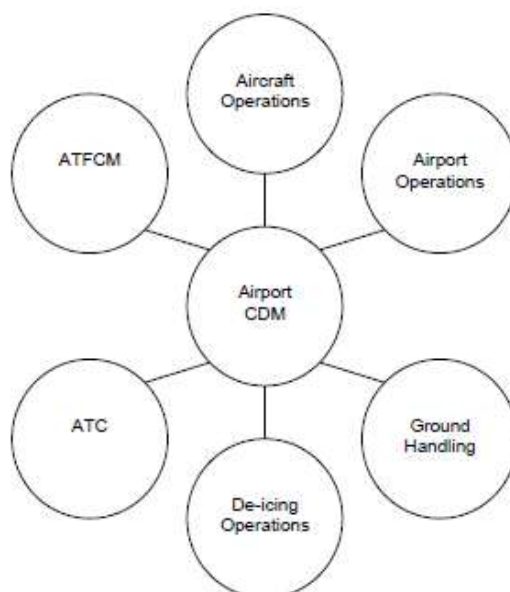 Aircraft
Operations
ATFCM
Airport
Operations
Airport
CDM
ATC
Ground
Handling
De-icing
Operations